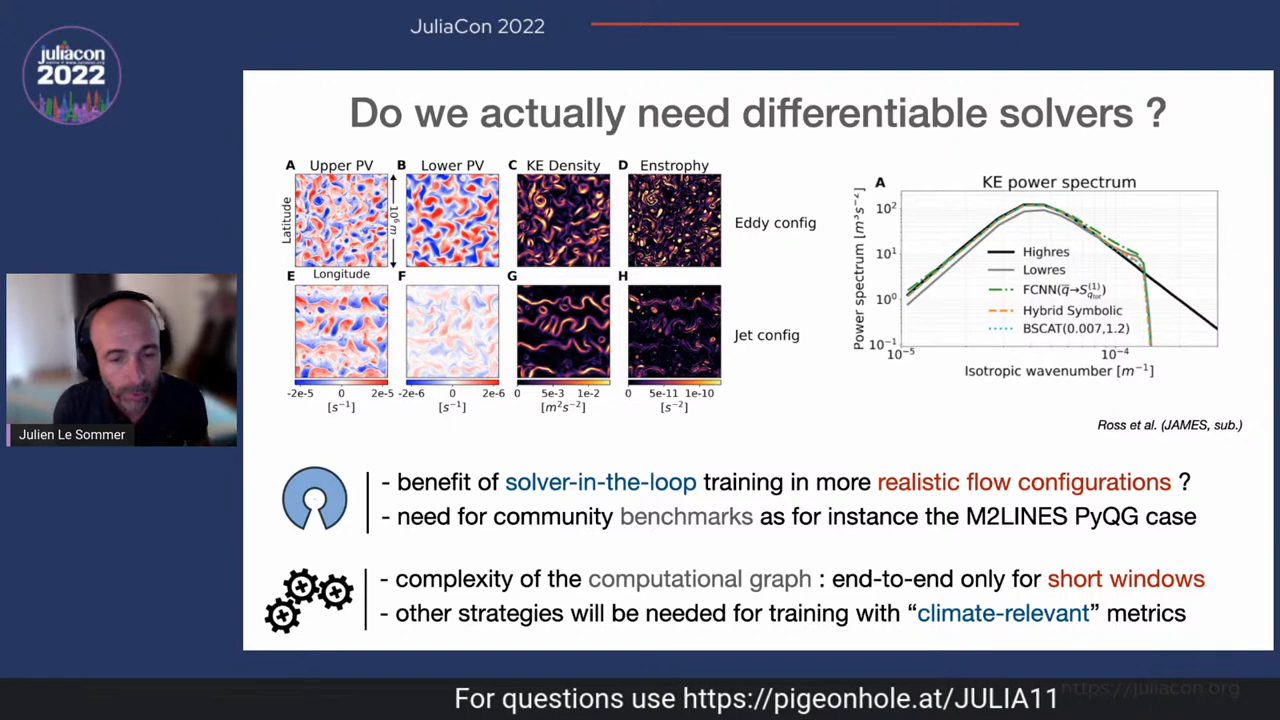 JuliaCon 2022
juliacon
2022
Do we actually need differentiable solvers ?
A Upper PV B Lower PV C KE Density D Enstrophy
Latitude
10⁶m
Eddy config
E Longitude F G H
Jet config
-2e-5 0 2e-5 -2e-6 0 2e-6 0 5e-3 1e-2 0 5e-11 1e-10
[s⁻¹] [s⁻¹] [m²s⁻²] [s⁻²]
A KE power spectrum
Power spectrum [m³s⁻²]
10²
10¹
10⁰
10⁻¹
Highres
Lowres
FCNN(q̅→S_{q̅tot}^{(1)})
Hybrid Symbolic
BSCAT(0.007,1.2)
10⁻⁵ 10⁻⁴
Isotropic wavenumber [m⁻¹]
Ross et al. (JAMES, sub.)
Julien Le Sommer
- benefit of solver-in-the-loop training in more realistic flow configurations ?
- need for community benchmarks as for instance the M2LINES PyQG case
- complexity of the computational graph : end-to-end only for short windows
- other strategies will be needed for training with “climate-relevant” metrics
For questions use https://pigeonhole.at/JULIA11
https://juliacon.org